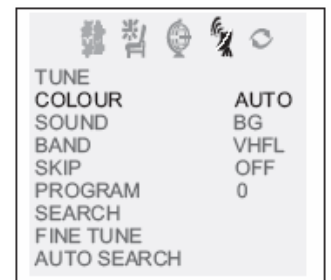 TUNE
COLOUR AUTO
SOUND BG
BAND VHFL
SKIP OFF
PROGRAM 0
SEARCH
FINE TUNE
AUTO SEARCH